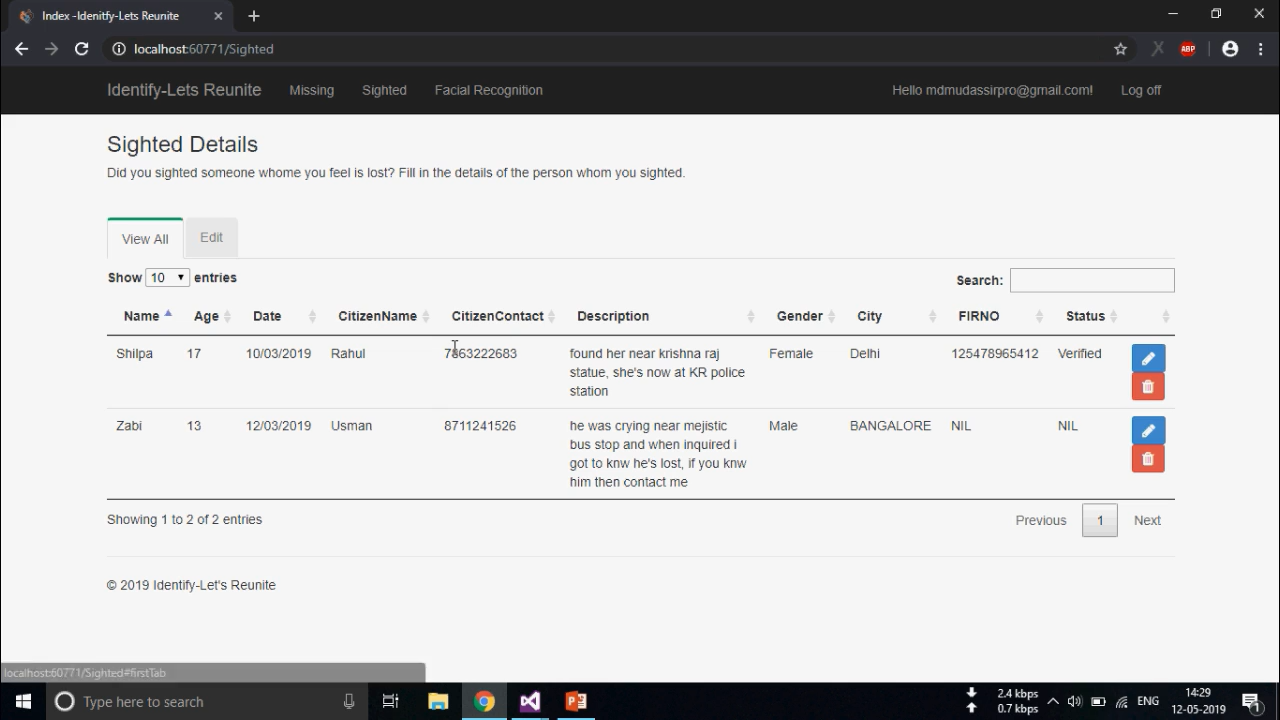 Index -Idenitfy-Lets Reunite
localhost:60771/Sighted
ABP
Identify-Lets Reunite Missing Sighted Facial Recognition Hello mdmudassirpro@gmail.com! Log off
Sighted Details
Did you sighted someone whome you feel is lost? Fill in the details of the person whom you sighted.
View All Edit
Show 10 entries Search:
Name Age Date CitizenName CitizenContact Description Gender City FIRNO Status
Shilpa 17 10/03/2019 Rahul 7863222683 found her near krishna raj Female Delhi 125478965412 Verified
statue, she's now at KR police
station
Zabi 13 12/03/2019 Usman 8711241526 he was crying near mejistic Male BANGALORE NIL NIL
bus stop and when inquired i
got to knw he's lost, if you knw
him then contact me
Showing 1 to 2 of 2 entries Previous 1 Next
© 2019 Identify-Let's Reunite
localhost:60771/Sighted#firstTab
Type here to search
2.4 kbps
0.7 kbps
ENG
14:29
12-05-2019
1